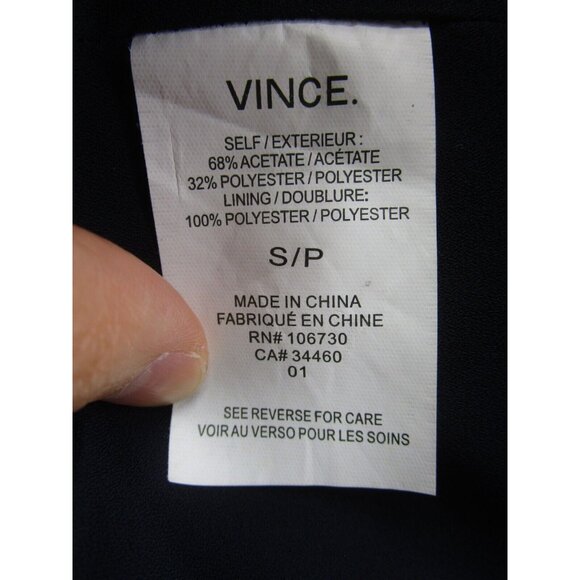 VINCE.
SELF / EXTERIEUR :
68% ACETATE / ACÉTATE
32% POLYESTER / POLYESTER
LINING / DOUBLURE:
100% POLYESTER / POLYESTER
S/P
MADE IN CHINA
FABRIQUÉ EN CHINE
RN# 106730
CA# 34460
01
SEE REVERSE FOR CARE
VOIR AU VERSO POUR LES SOINS